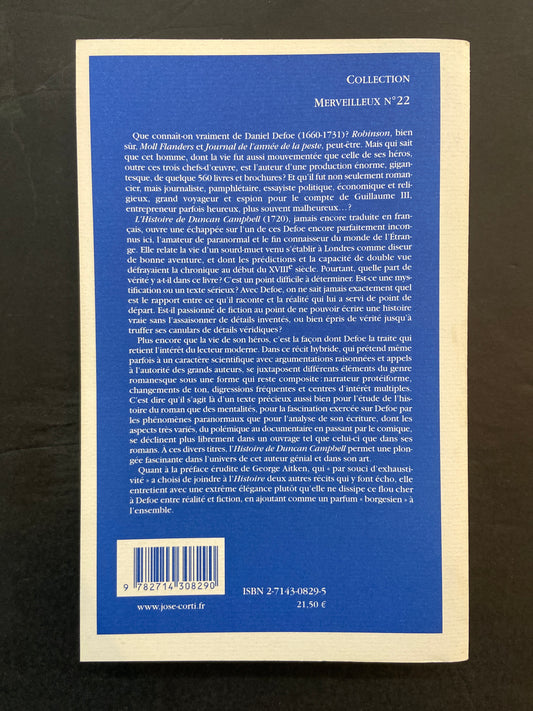 COLLECTION
MERVEILLEUX N°22
Que connaît-on vraiment de Daniel Defoe (1660-1731) ? Robinson, bien
sûr, Moll Flanders et Journal de l'année de la peste, peut-être. Mais qui sait
que cet homme, dont la vie fut aussi mouvementée que celle de ses héros,
outre ces trois chefs-d'œuvre, est l'auteur d'une production énorme, gigan-
tesque, de quelque 560 livres et brochures ? Et qu'il fut non seulement roman-
cier, mais journaliste, pamphlétaire, essayiste politique, économique et reli-
gieux, grand voyageur et espion pour le compte de Guillaume III,
entrepreneur parfois heureux, plus souvent malheureux… ?
L'Histoire de Duncan Campbell (1720), jamais encore traduite en fran-
çais, ouvre une échappée sur l'un de ces Defoe encore parfaitement incon-
nus ici, l'amateur de paranormal et le fin connaisseur du monde de l'Étran-
ge. Elle relate la vie d'un sourd-muet venu s'établir à Londres comme diseur
de bonne aventure, et dont les prédictions et la capacité de double vue
défrayaient la chronique au début du XVIIIe siècle. Pourtant, quelle part de
vérité y a-t-il dans ce livre ? C'est un point difficile à déterminer. Est-ce une mys-
tification ou un texte sérieux ? Avec Defoe, on ne sait jamais exactement quel
est le rapport entre ce qu'il raconte et la réalité qui lui a servi de point de
départ. Est-il passionné de fiction au point de ne pouvoir écrire une histoire
vraie sans l'assaisonner de détails inventés, ou bien épris de vérité jusqu'à
truffer ses canulars de détails véridiques ?
Plus encore que la vie de son héros, c'est la façon dont Defoe la traite qui
retient l'intérêt du lecteur moderne. Dans ce récit hybride, qui prétend même
parfois à un caractère scientifique avec argumentations raisonnées et appels
à l'autorité des grands auteurs, se juxtaposent différents éléments du genre
romanesque sous une forme qui reste composite : narrateur protéiforme,
changements de ton, digressions fréquentes et centres d'intérêt multiples.
C'est dire qu'il s'agit là d'un texte précieux aussi bien pour l'étude de l'his-
toire du roman que des mentalités, pour la fascination exercée sur Defoe par
les phénomènes paranormaux que pour l'analyse de son écriture, dont les
aspects très variés, du polémique au documentaire en passant par le comique,
se déclinent plus librement dans un ouvrage tel que celui-ci que dans ses
romans. À ces divers titres, l'Histoire de Duncan Campbell permet une plon-
gée fascinante dans l'univers de cet auteur génial et dans son art.
Quant à la préface érudite de George Aitken, qui « par souci d'exhausti-
vité » a choisi de joindre à l'Histoire deux autres récits qui y font écho, elle
entretient avec une extrême élégance plutôt qu'elle ne dissipe ce flou cher
à Defoe entre réalité et fiction, en ajoutant comme un parfum « borgesien » à
l'ensemble.
9 782714 308290
www.jose-corti.fr
ISBN 2-7143-0829-5
21,50 €